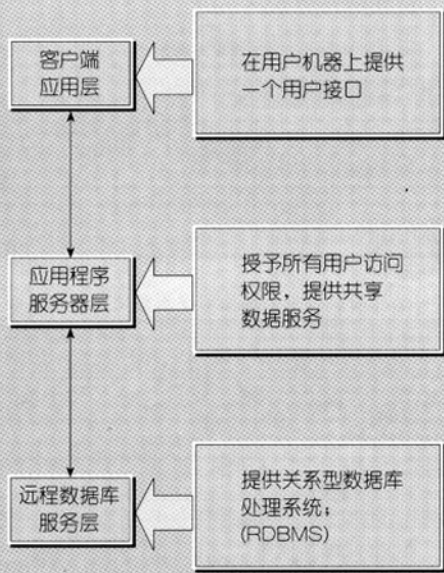 客户端
应用层
在用户机器上提供
一个用户接口
应用程序
服务器层
授予所有用户访问
权限，提供共享
数据服务
远程数据库
服务层
提供关系型数据库
处理系统；
(RDBMS)